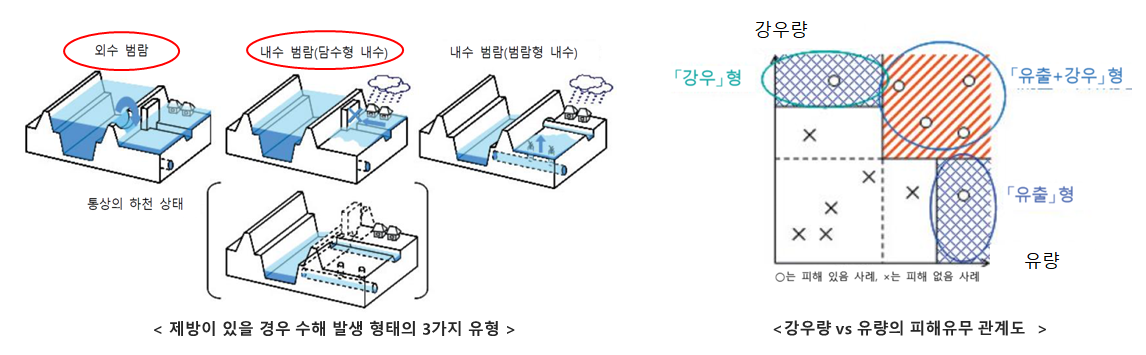 외수 범람
내수 범람(담수형 내수)
내수 범람(범람형 내수)
통상의 하천 상태
< 제방이 있을 경우 수해 발생 형태의 3가지 유형 >
강우량
「강우」형
「유출+강우」형
「유출」형
유량
○는 피해 있음 사례, ×는 피해 없음 사례
<강우량 vs 유량의 피해유무 관계도 >